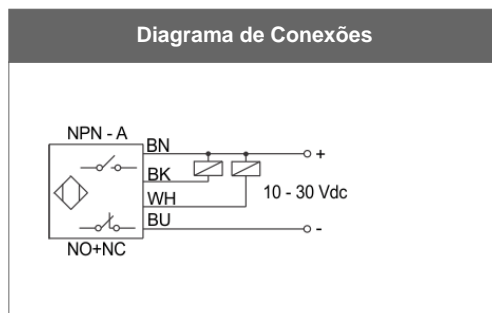 Diagrama de Conexões
NPN - A
BN
+
BK
WH
10 - 30 Vdc
BU
-
NO+NC